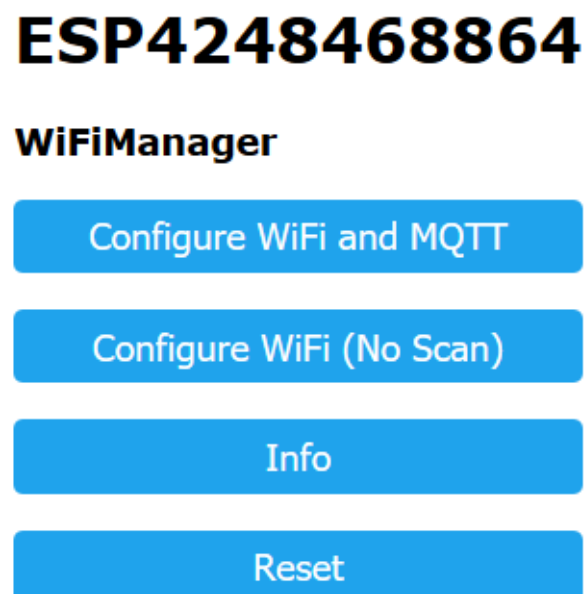 ESP4248468864
WiFiManager
Configure WiFi and MQTT
Configure WiFi (No Scan)
Info
Reset